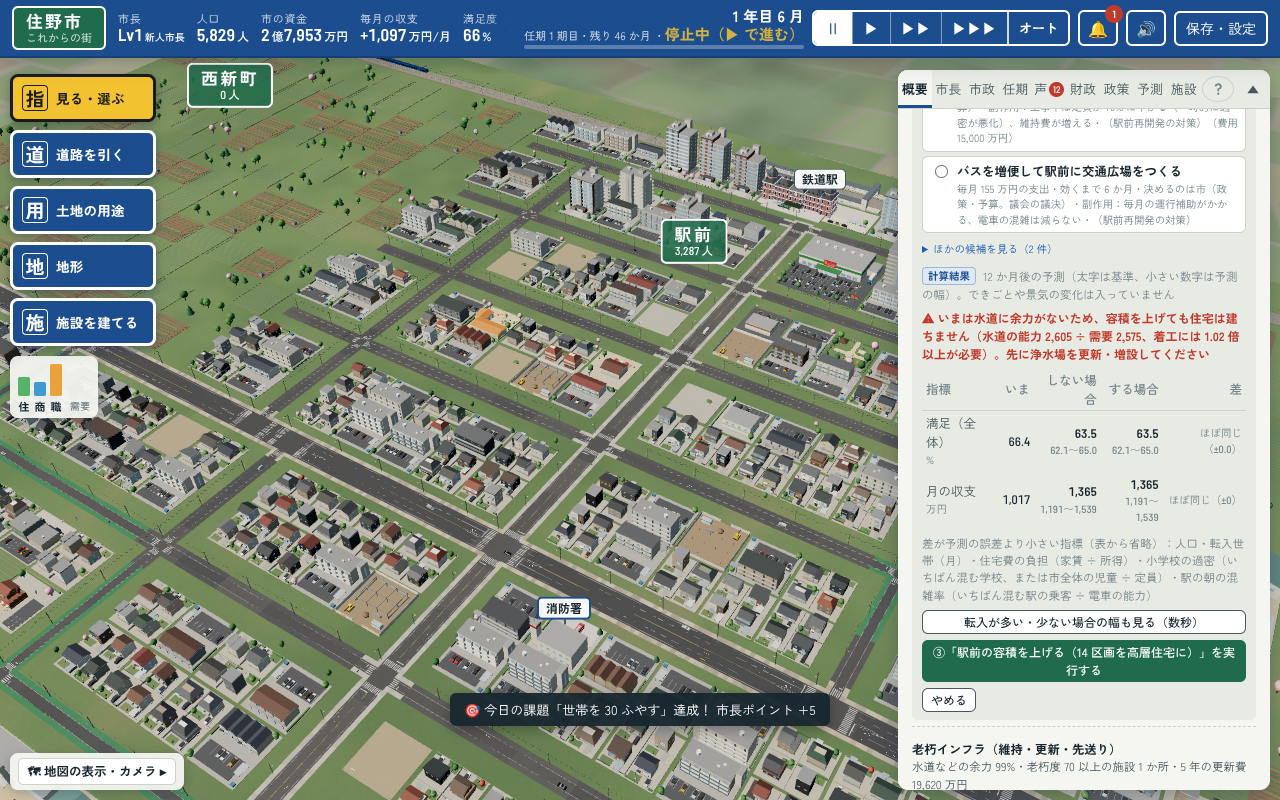 住野市
これからの街
市長
Lv1 新人市長
人口
5,829 人
市の資金
2億7,953万円
毎月の収支
+1,097万円/月
満足度
66%
1 年目 6 月
任期 1 期目・残り 46 か月・停止中（▶ で進む）
オート
1
保存・設定
指 見る・選ぶ
道 道路を引く
用 土地の用途
地 地形
施 施設を建てる
住 商 職 需要
西新町
0 人
鉄道駅
駅前
3,287 人
消防署
🎯 今日の課題「世帯を 30 ふやす」達成！ 市長ポイント +5
🗺 地図の表示・カメラ ▸
概要 市長 市政 任期 声 12 財政 政策 予測 施設 ? ▲
密が悪化）、維持費が増える・（駅前再開発の対策）（費用
15,000 万円）
バスを増便して駅前に交通広場をつくる
毎月 155 万円の支出・効くまで 6 か月・決めるのは市（政
策・予算。議会の議決）・副作用：毎月の運行補助がかか
る、電車の混雑は減らない・（駅前再開発の対策）
▶ ほかの候補を見る（2 件）
計算結果 12 か月後の予測（太字は基準、小さい数字は予測
の幅）。できごとや景気の変化は入っていません
▲ いまは水道に余力がないため、容積を上げても住宅は建
ちません（水道の能力 2,605 ÷ 需要 2,575、着工には 1.02 倍
以上が必要）。先に浄水場を更新・増設してください
指標 いま しない場合 する場合 差
満足（全体） % 66.4 63.5 62.1〜65.0 63.5 62.1〜65.0 ほぼ同じ（±0.0）
月の収支 万円 1,017 1,365 1,191〜1,539 1,365 1,191〜1,539 ほぼ同じ（±0）
差が予測の誤差より小さい指標（表から省略）：人口・転入世
帯（月）・住宅費の負担（家賃 ÷ 所得）・小学校の過密（い
ちばん混む学校、または市全体の児童 ÷ 定員）・駅の朝の混
雑率（いちばん混む駅の乗客 ÷ 電車の能力）
転入が多い・少ない場合の幅も見る（数秒）
③「駅前の容積を上げる（14 区画を高層住宅に）」を実
行する
やめる
老朽インフラ（維持・更新・先送り）
水道などの余力 99%・老朽度 70 以上の施設 1 か所・5 年の更新費
19,620 万円